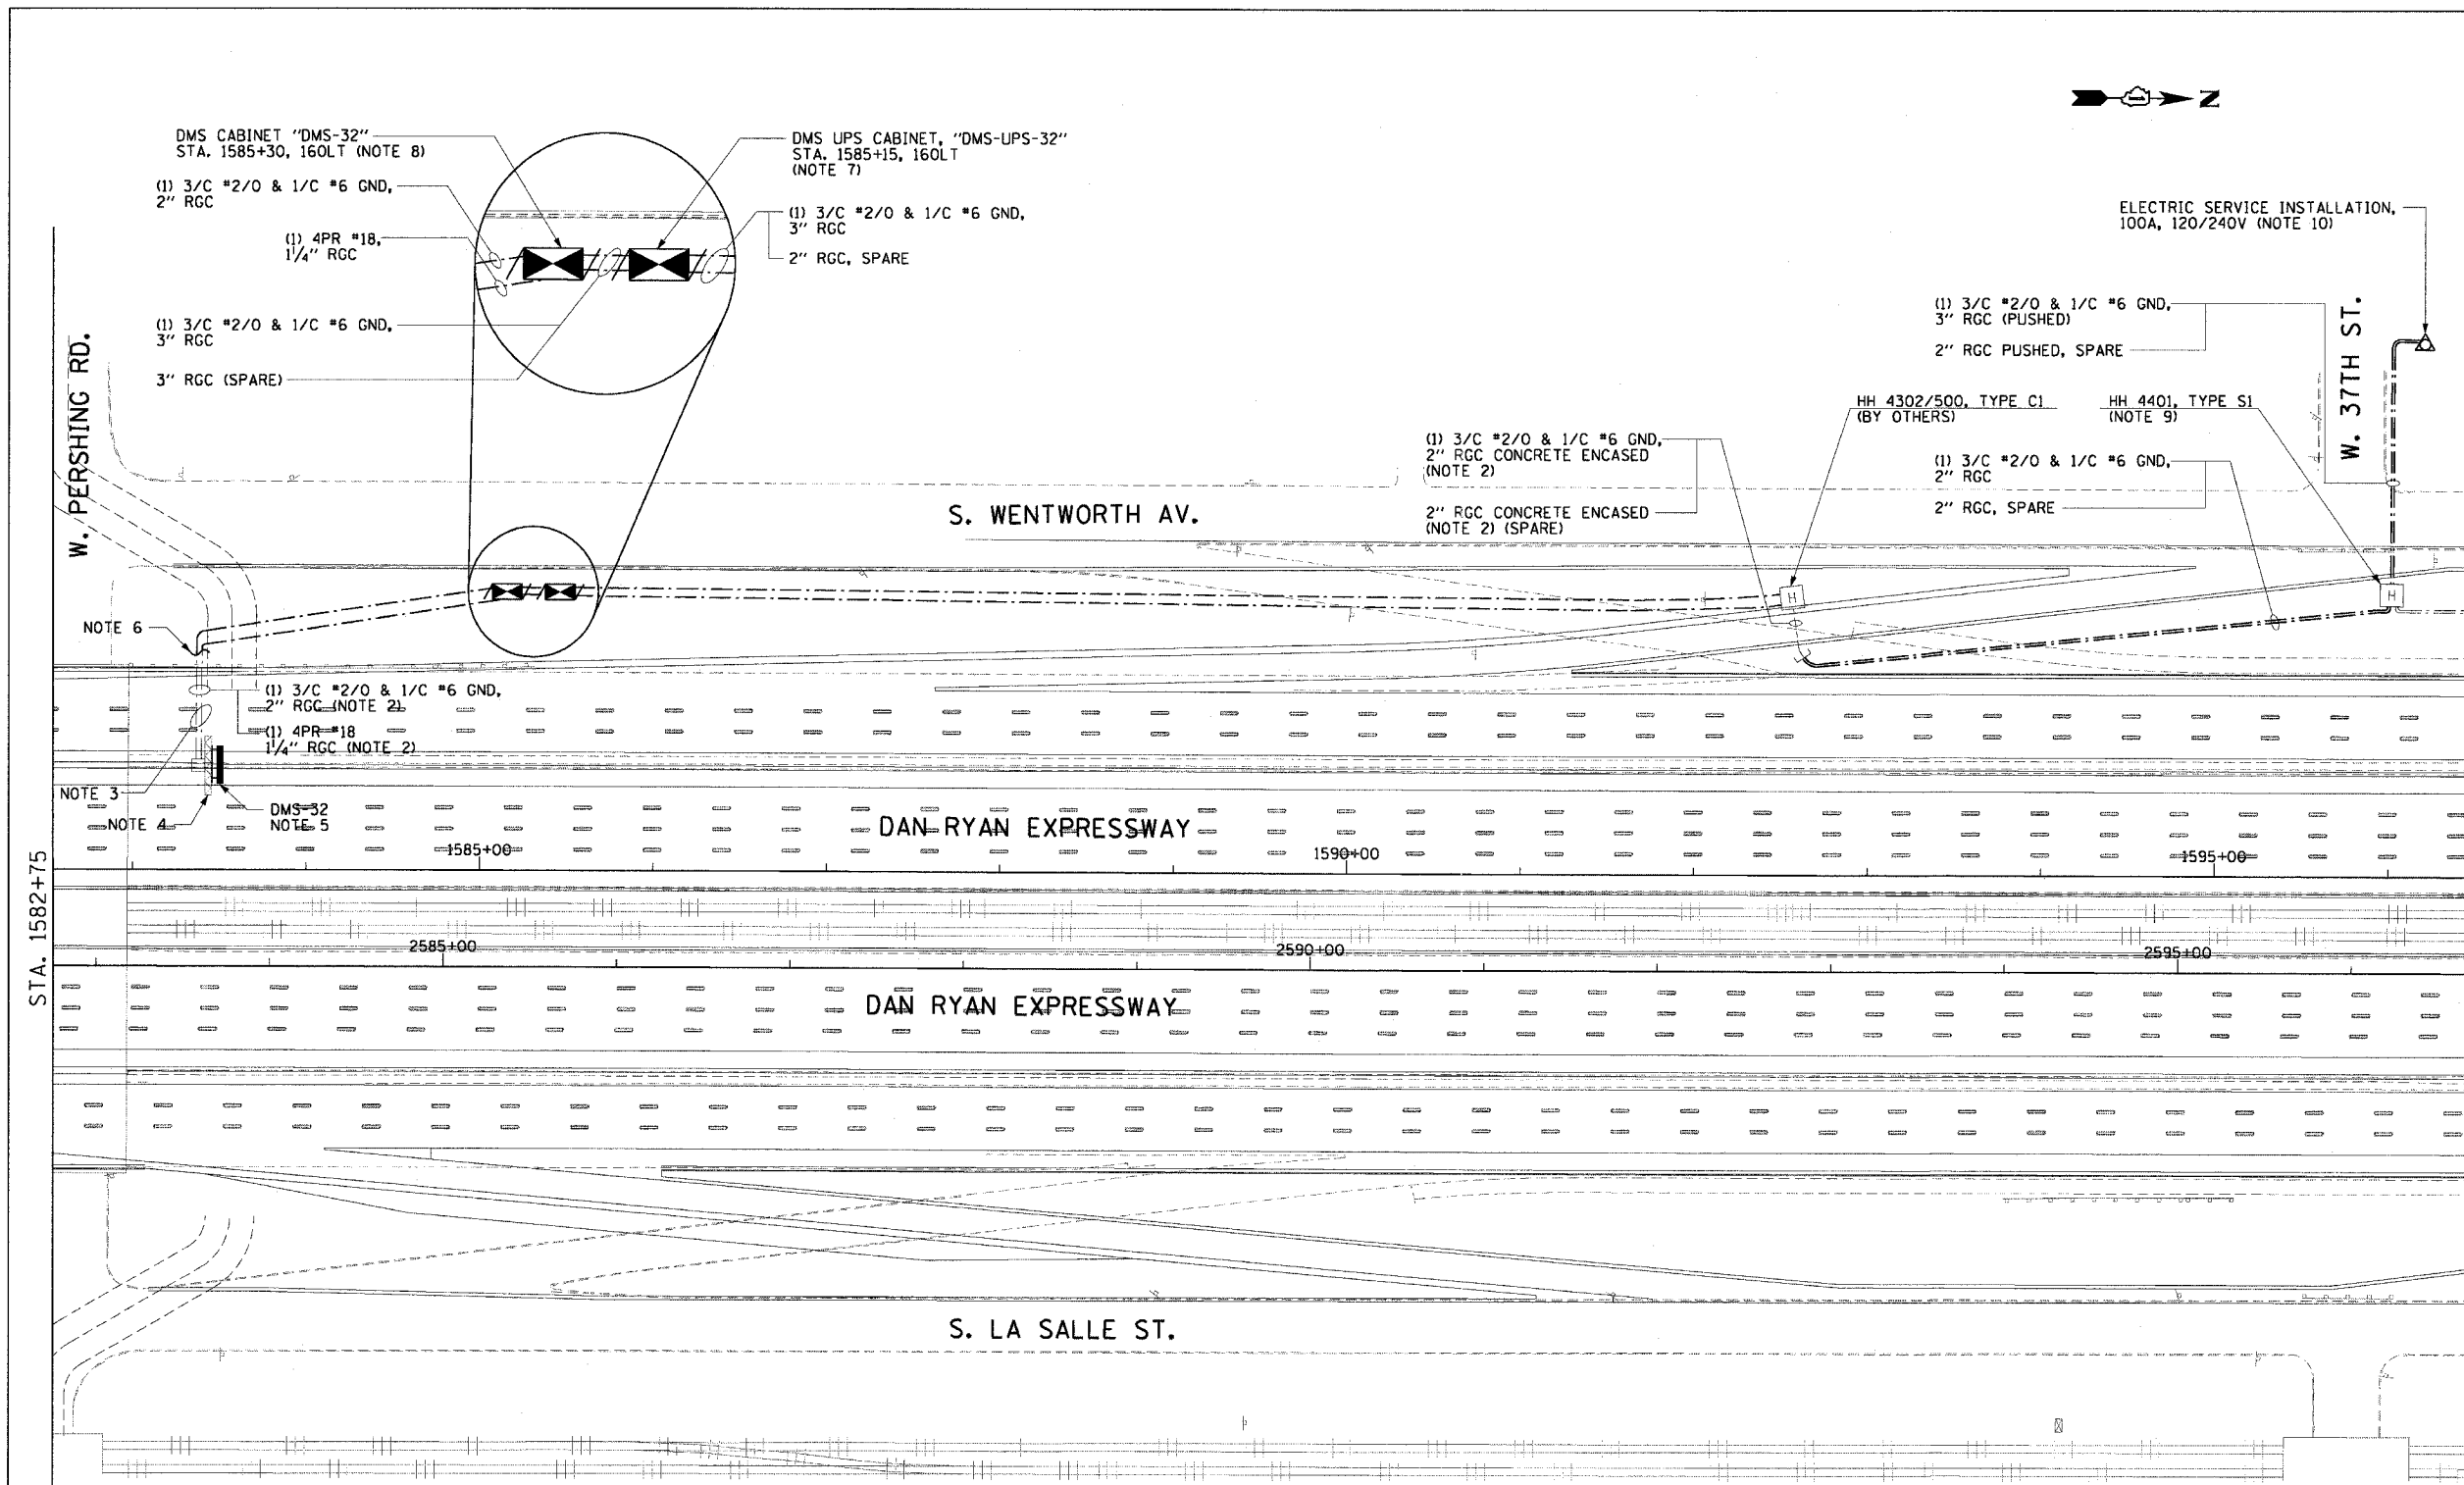 N
DMS CABINET "DMS-32"
STA. 1585+30, 160LT (NOTE 8)
(1) 3/C #2/0 & 1/C #6 GND,
2" RGC
(1) 4PR #18,
1 1/4" RGC
(1) 3/C #2/0 & 1/C #6 GND,
3" RGC
3" RGC (SPARE)
DMS UPS CABINET, "DMS-UPS-32"
STA. 1585+15, 160LT
(NOTE 7)
(1) 3/C #2/0 & 1/C #6 GND,
3" RGC
2" RGC, SPARE
ELECTRIC SERVICE INSTALLATION,
100A, 120/240V (NOTE 10)
(1) 3/C #2/0 & 1/C #6 GND,
3" RGC (PUSHED)
2" RGC PUSHED, SPARE
W. 37TH ST.
HH 4302/500, TYPE C1
(BY OTHERS)
HH 4401, TYPE S1
(NOTE 9)
(1) 3/C #2/0 & 1/C #6 GND,
2" RGC CONCRETE ENCASED
(NOTE 2)
2" RGC CONCRETE ENCASED
(NOTE 2) (SPARE)
(1) 3/C #2/0 & 1/C #6 GND,
2" RGC
2" RGC, SPARE
W. PERSHING RD.
S. WENTWORTH AV.
H
H
NOTE 6
(1) 3/C #2/0 & 1/C #6 GND,
2" RGC (NOTE 2)
(1) 4PR #18
1 1/4" RGC (NOTE 2)
NOTE 3
NOTE 4
DMS-32
NOTE 5
DAN RYAN EXPRESSWAY
1585+00
1590+00
1595+00
STA. 1582+75
2585+00
2590+00
2595+00
DAN RYAN EXPRESSWAY
S. LA SALLE ST.